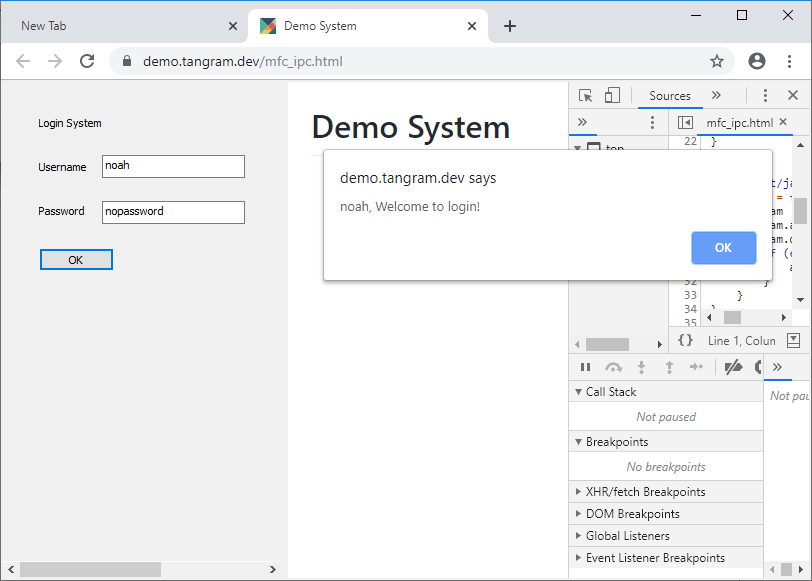 New Tab
Demo System
demo.tangram.dev/mfc_ipc.html
Login System
Username noah
Password nopassword
OK
Demo System
demo.tangram.dev says
noah, Welcome to login!
OK
Sources
mfc_ipc.html
top
22 }
32 }
33 }
34 }
35
{} Line 1, Colun
Call Stack
Not paused
Breakpoints
No breakpoints
XHR/fetch Breakpoints
DOM Breakpoints
Global Listeners
Event Listener Breakpoints
Not pau